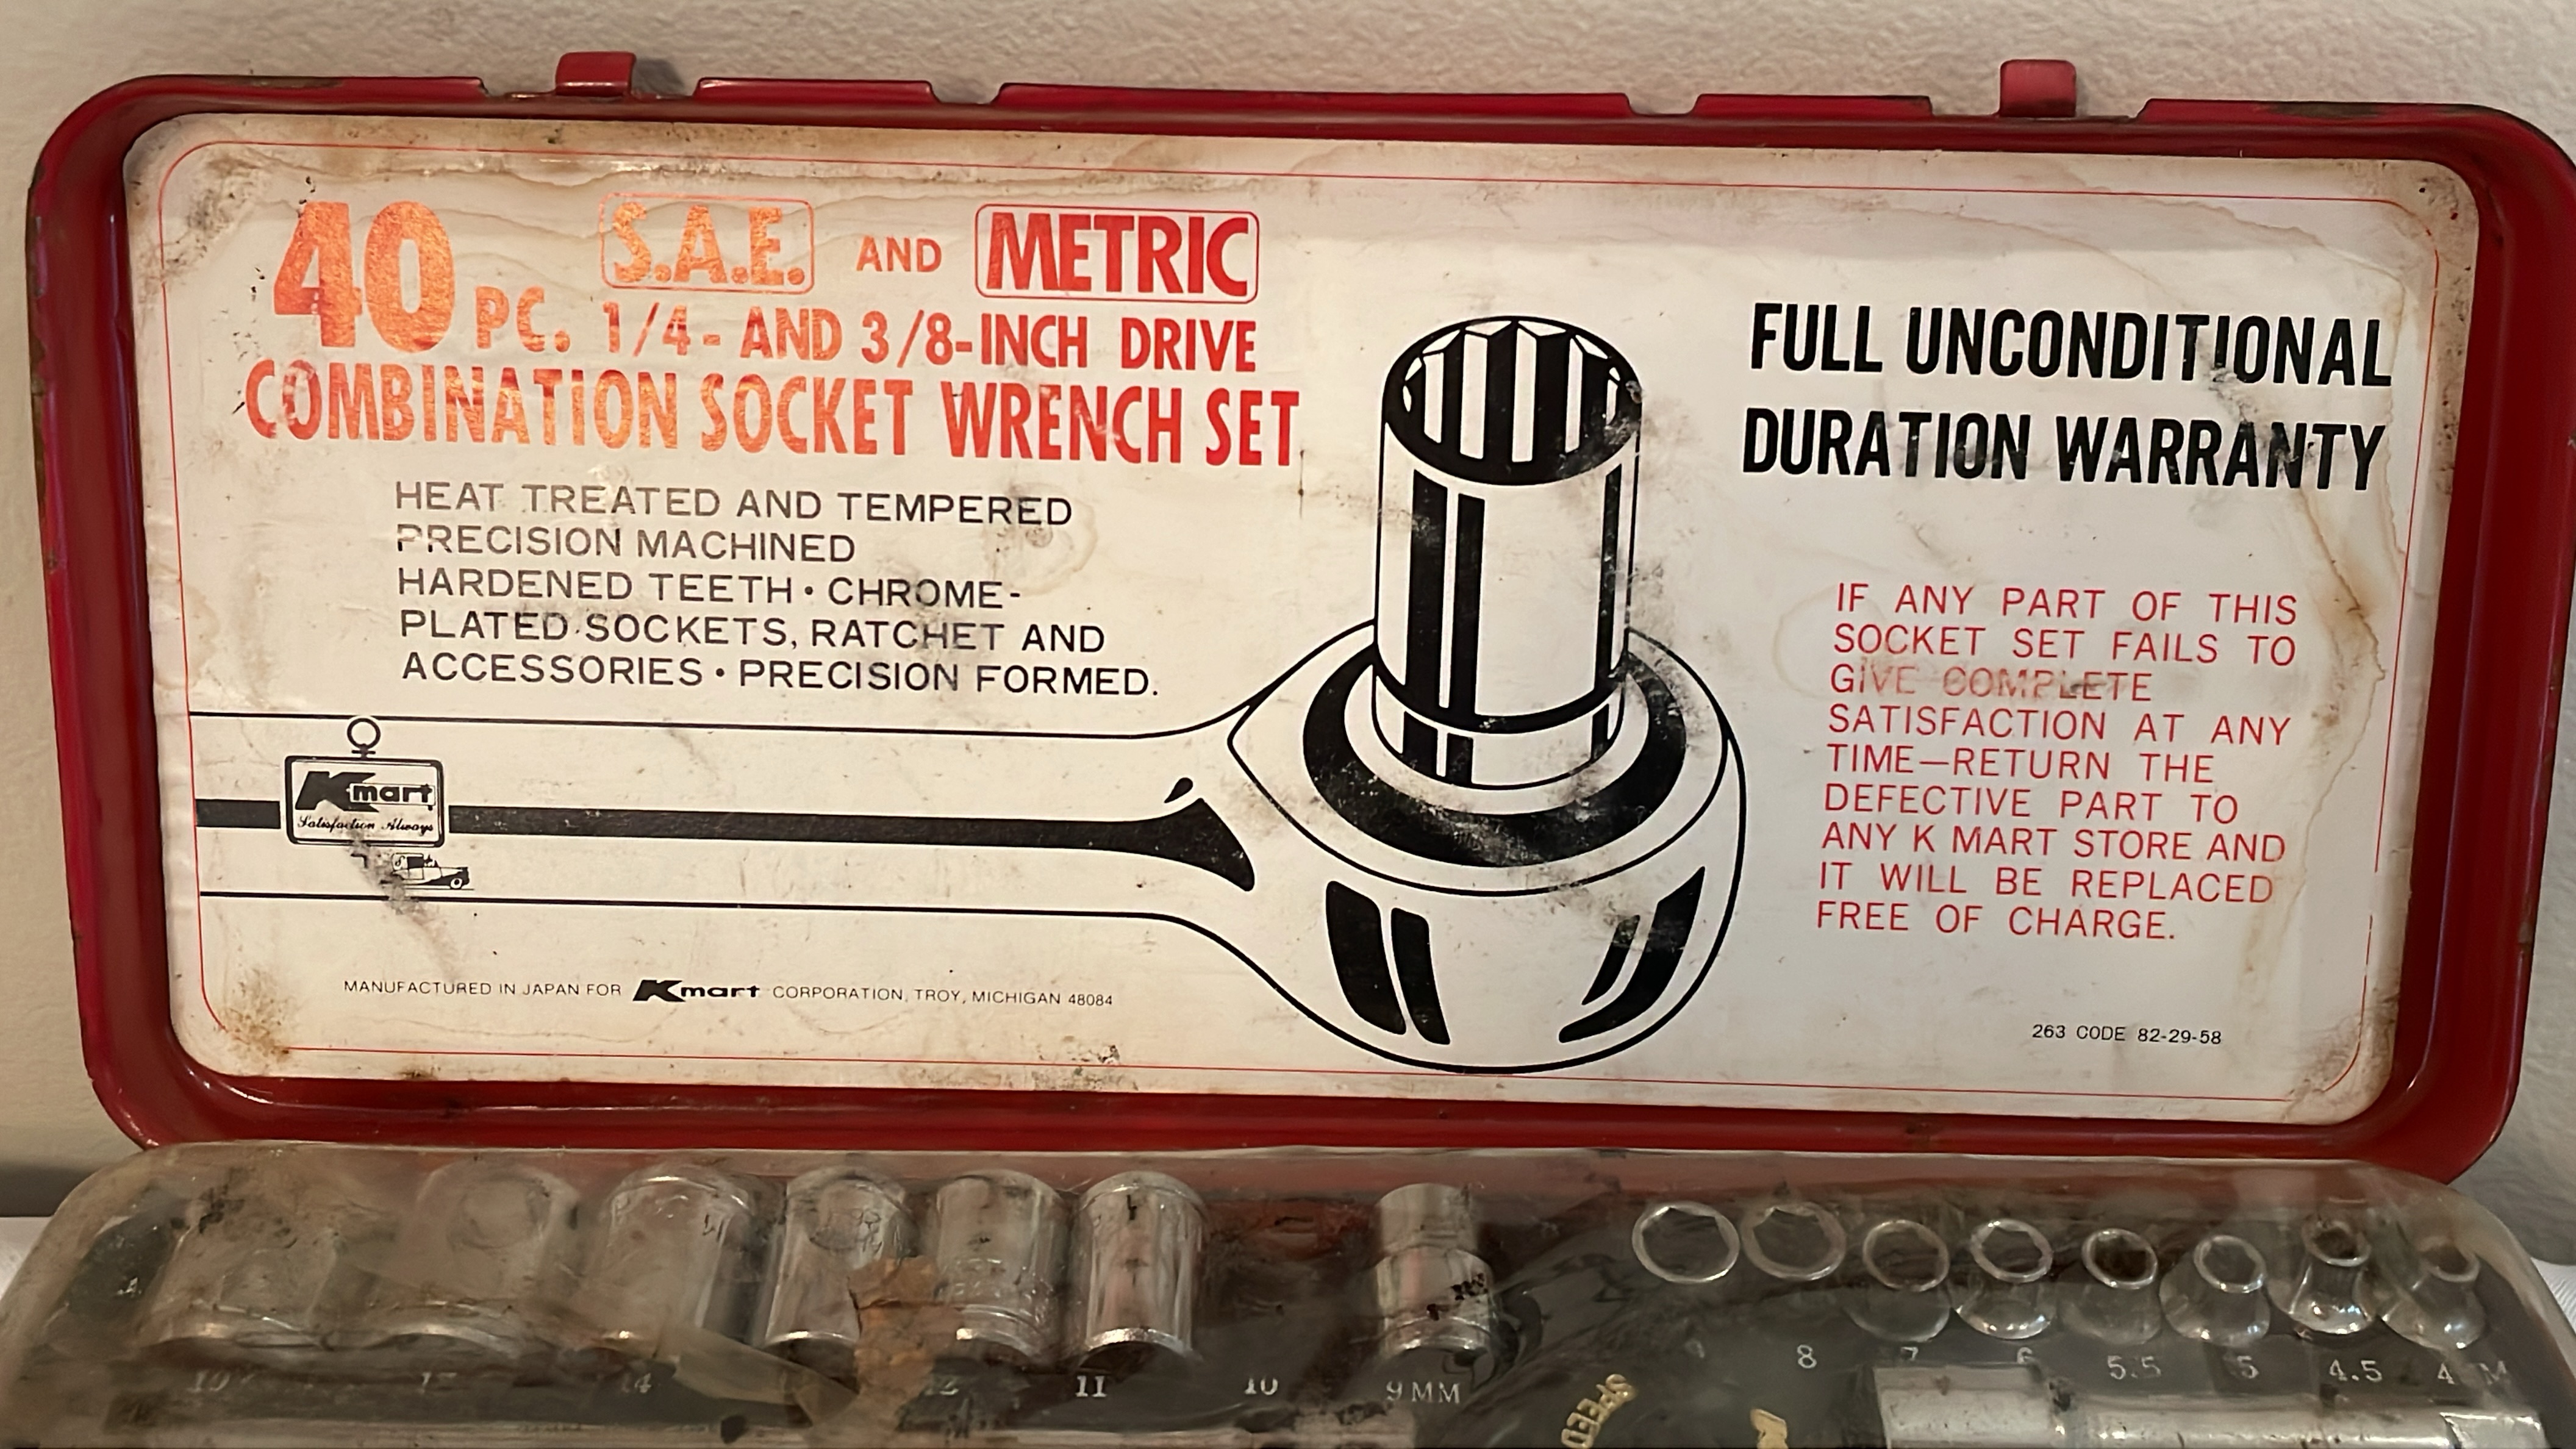 40 PC. S.A.E. AND METRIC
1/4- AND 3/8-INCH DRIVE
COMBINATION SOCKET WRENCH SET
HEAT TREATED AND TEMPERED
PRECISION MACHINED
HARDENED TEETH • CHROME-
PLATED SOCKETS, RATCHET AND
ACCESSORIES • PRECISION FORMED.
Kmart
Satisfaction Always
MANUFACTURED IN JAPAN FOR Kmart CORPORATION, TROY, MICHIGAN 48084
FULL UNCONDITIONAL
DURATION WARRANTY
IF ANY PART OF THIS
SOCKET SET FAILS TO
GIVE COMPLETE
SATISFACTION AT ANY
TIME—RETURN THE
DEFECTIVE PART TO
ANY K MART STORE AND
IT WILL BE REPLACED
FREE OF CHARGE.
263 CODE 82-29-58
14 12 11 10 9MM
8 7 6 5.5 5 4.5 4 M
SPEED